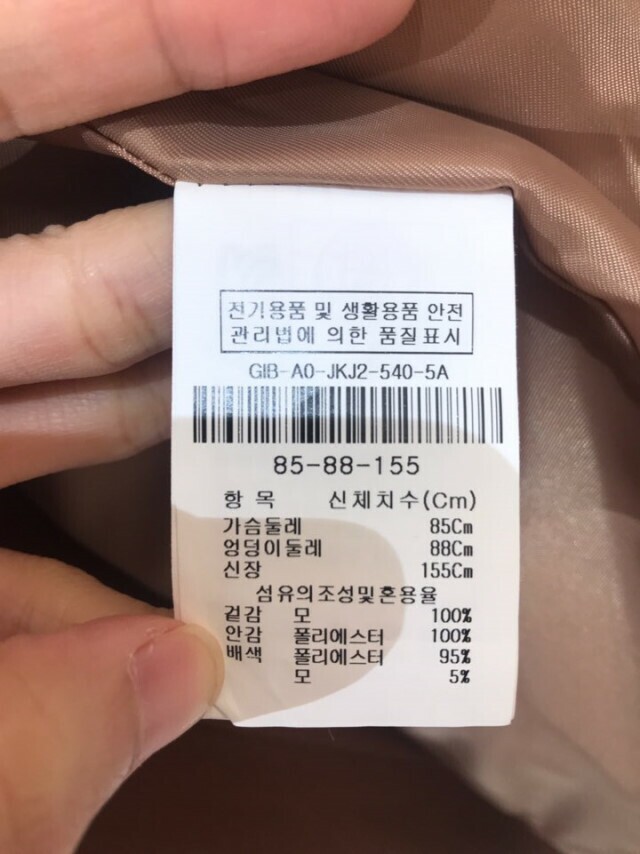 전기용품 및 생활용품 안전
관리법에 의한 품질표시
GIB-A0-JKJ2-540-5A
85-88-155
항 목 신체치수(Cm)
가슴둘레 85Cm
엉덩이둘레 88Cm
신장 155Cm
섬유의조성및혼용율
겉감 모 100%
안감 폴리에스터 100%
배색 폴리에스터 95%
모 5%